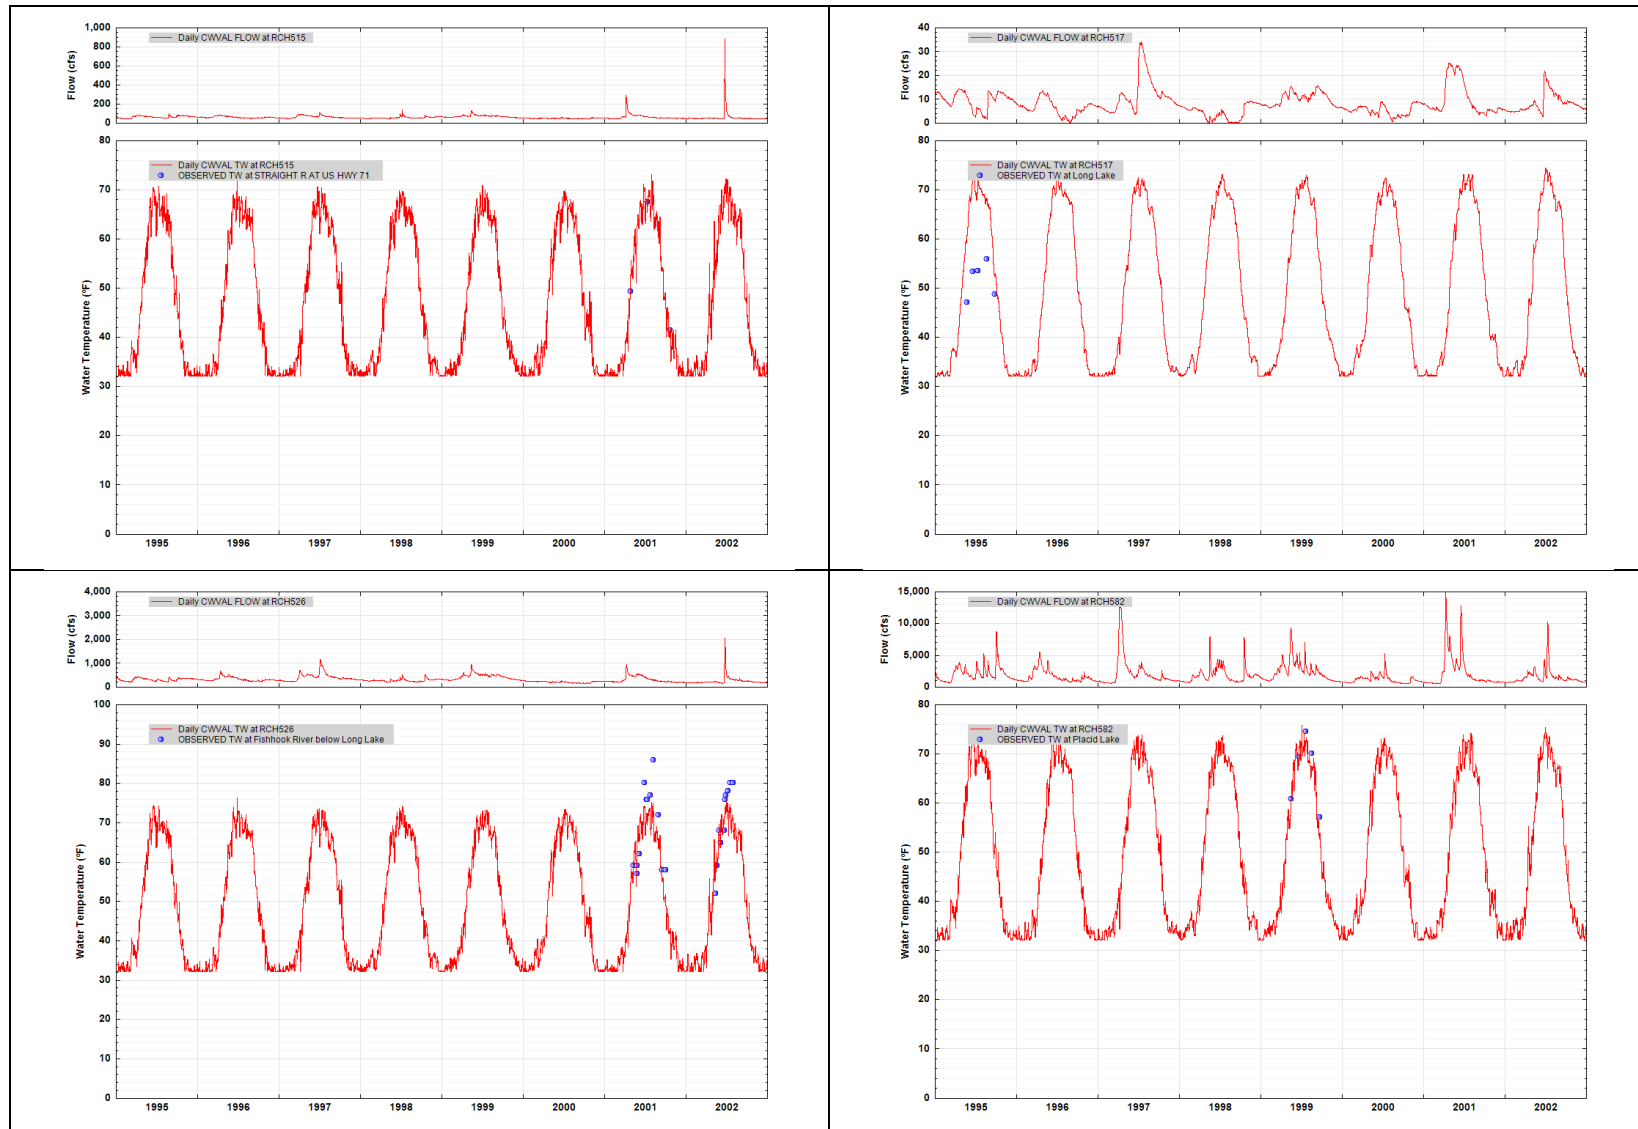 Daily CWVAL FLOW at RCH515
Flow (cfs)
1,000
800
600
400
200
0
Daily CWVAL TW at RCH515
OBSERVED TW at STRAIGHT R AT US HWY 71
Water Temperature (°F)
80
70
60
50
40
30
20
10
0
1995 1996 1997 1998 1999 2000 2001 2002
Daily CWVAL FLOW at RCH517
Flow (cfs)
40
30
20
10
0
Daily CWVAL TW at RCH517
OBSERVED TW at Long Lake
Water Temperature (°F)
80
70
60
50
40
30
20
10
0
1995 1996 1997 1998 1999 2000 2001 2002
Daily CWVAL FLOW at RCH526
Flow (cfs)
4,000
3,000
2,000
1,000
0
Daily CWVAL TW at RCH526
OBSERVED TW at Fishhook River below Long Lake
Water Temperature (°F)
100
90
80
70
60
50
40
30
20
10
0
1995 1996 1997 1998 1999 2000 2001 2002
Daily CWVAL FLOW at RCH582
Flow (cfs)
15,000
10,000
5,000
0
Daily CWVAL TW at RCH582
OBSERVED TW at Placid Lake
Water Temperature (°F)
80
70
60
50
40
30
20
10
0
1995 1996 1997 1998 1999 2000 2001 2002